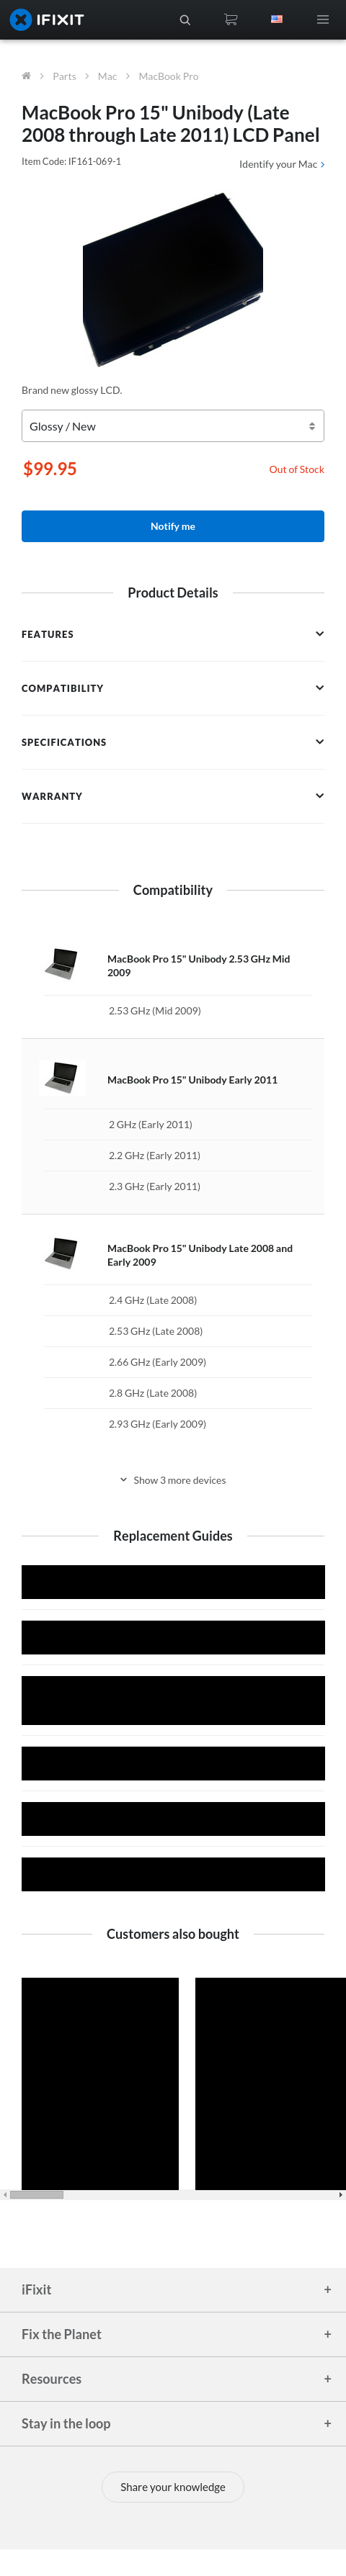 IFIXIT
Parts
Mac
MacBook Pro
MacBook Pro 15" Unibody (Late
2008 through Late 2011) LCD Panel
Item Code: IF161-069-1
Identify your Mac
Brand new glossy LCD.
Glossy / New
$99.95
Out of Stock
Notify me
Product Details
FEATURES
COMPATIBILITY
SPECIFICATIONS
WARRANTY
Compatibility
MacBook Pro 15" Unibody 2.53 GHz Mid
2009
2.53 GHz (Mid 2009)
MacBook Pro 15" Unibody Early 2011
2 GHz (Early 2011)
2.2 GHz (Early 2011)
2.3 GHz (Early 2011)
MacBook Pro 15" Unibody Late 2008 and
Early 2009
2.4 GHz (Late 2008)
2.53 GHz (Late 2008)
2.66 GHz (Early 2009)
2.8 GHz (Late 2008)
2.93 GHz (Early 2009)
Show 3 more devices
Replacement Guides
Customers also bought
iFixit
Fix the Planet
Resources
Stay in the loop
Share your knowledge